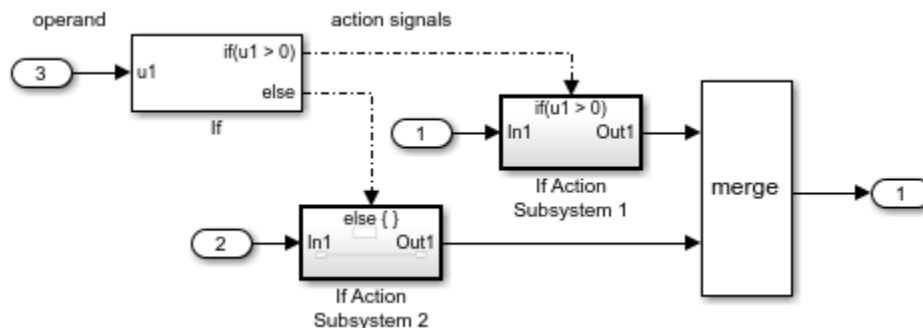 operand
action signals
if(u1 > 0)
3
u1
else
If
if(u1 > 0)
1
In1
Out1
If Action
Subsystem 1
merge
1
else { }
2
In1
Out1
If Action
Subsystem 2